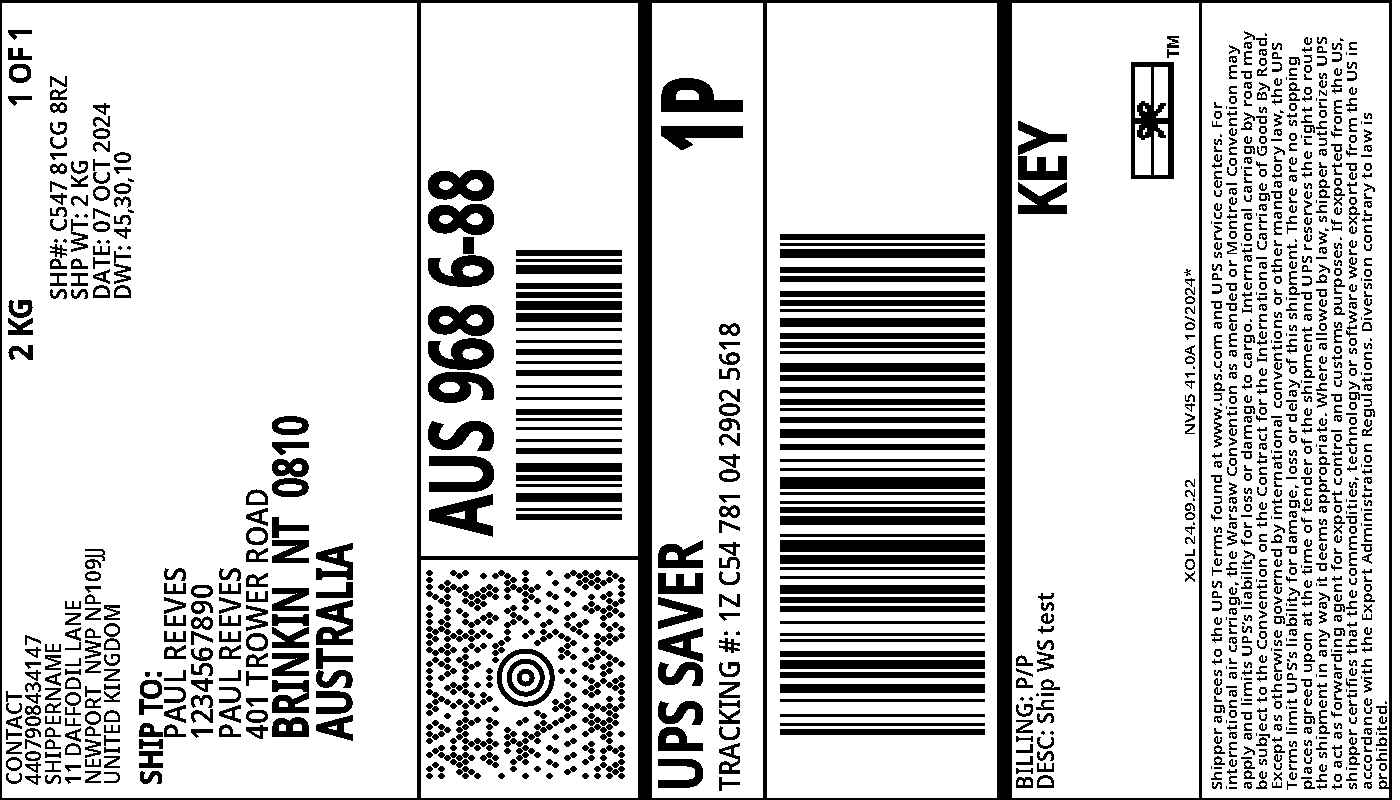 CONTACT
4407908434147
SHIPPERNAME
11 DAFFODIL LANE
NEWPORT NWP NP109JJ
UNITED KINGDOM
2 KG
1 OF 1
SHP#: C547 81CG 8RZ
SHP WT: 2 KG
DATE: 07 OCT 2024
DWT: 45,30,10
SHIP TO:
PAUL REEVES
1234567890
PAUL REEVES
401 TROWER ROAD
BRINKIN NT 0810
AUSTRALIA
AUS 968 6-88
UPS SAVER
1P
TRACKING #: 1Z C54 781 04 2902 5618
BILLING: P/P
DESC: Ship WS test
KEY
TM
XOL 24.09.22 NV45 41.0A 10/2024*
Shipper agrees to the UPS Terms found at www.ups.com and UPS service centers. For
international air carriage, the Warsaw Convention as amended or Montreal Convention may
apply and limits UPS's liability for loss or damage to cargo. International carriage by road may
be subject to the Convention on the Contract for the International Carriage of Goods By Road.
Except as otherwise governed by international conventions or other mandatory law, the UPS
Terms limit UPS's liability for damage, loss or delay of this shipment. There are no stopping
places agreed upon at the time of tender of the shipment and UPS reserves the right to route
the shipment in any way it deems appropriate. Where allowed by law, shipper authorizes UPS
to act as forwarding agent for export control and customs purposes. If exported from the US,
shipper certifies that the commodities, technology or software were exported from the US in
accordance with the Export Administration Regulations. Diversion contrary to law is
prohibited.